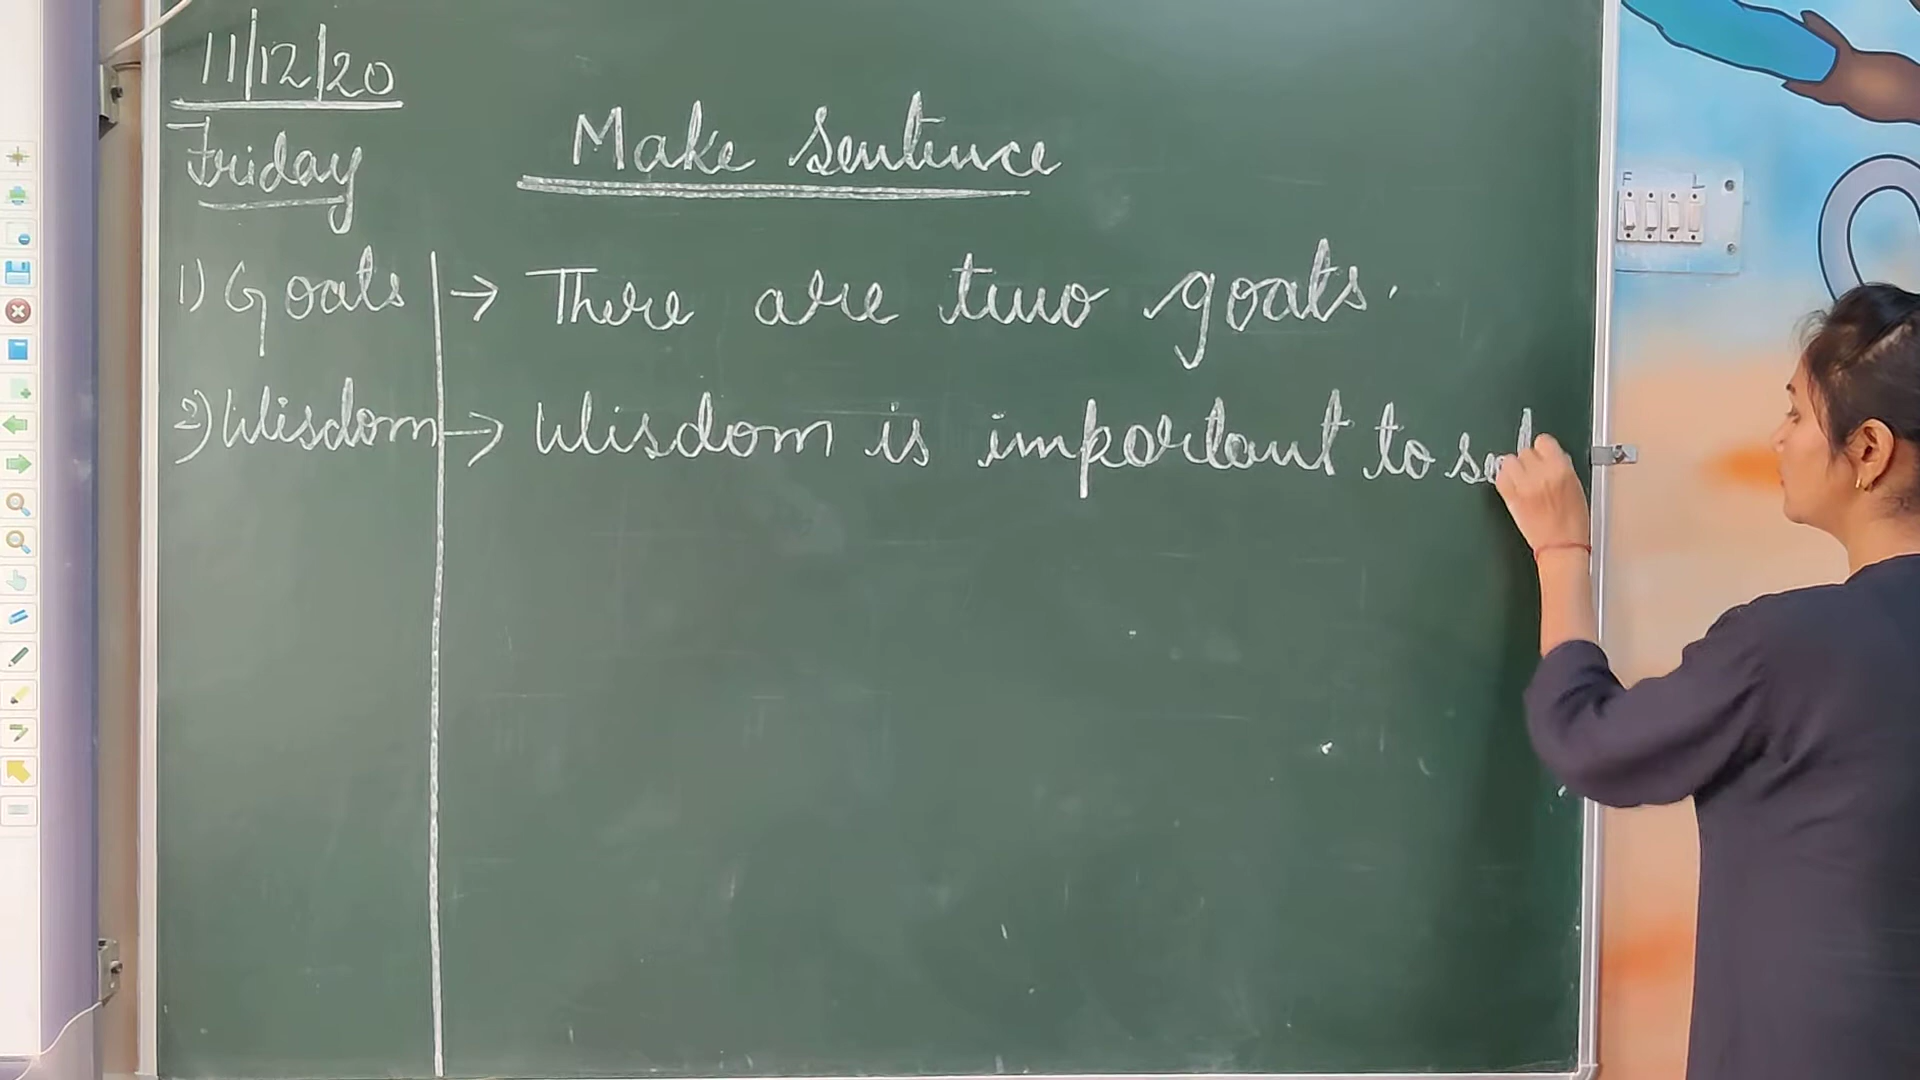 11/12/20
Friday
Make Sentence
1) Goats → There are two goats.
2) Wisdom → Wisdom is important to
F L